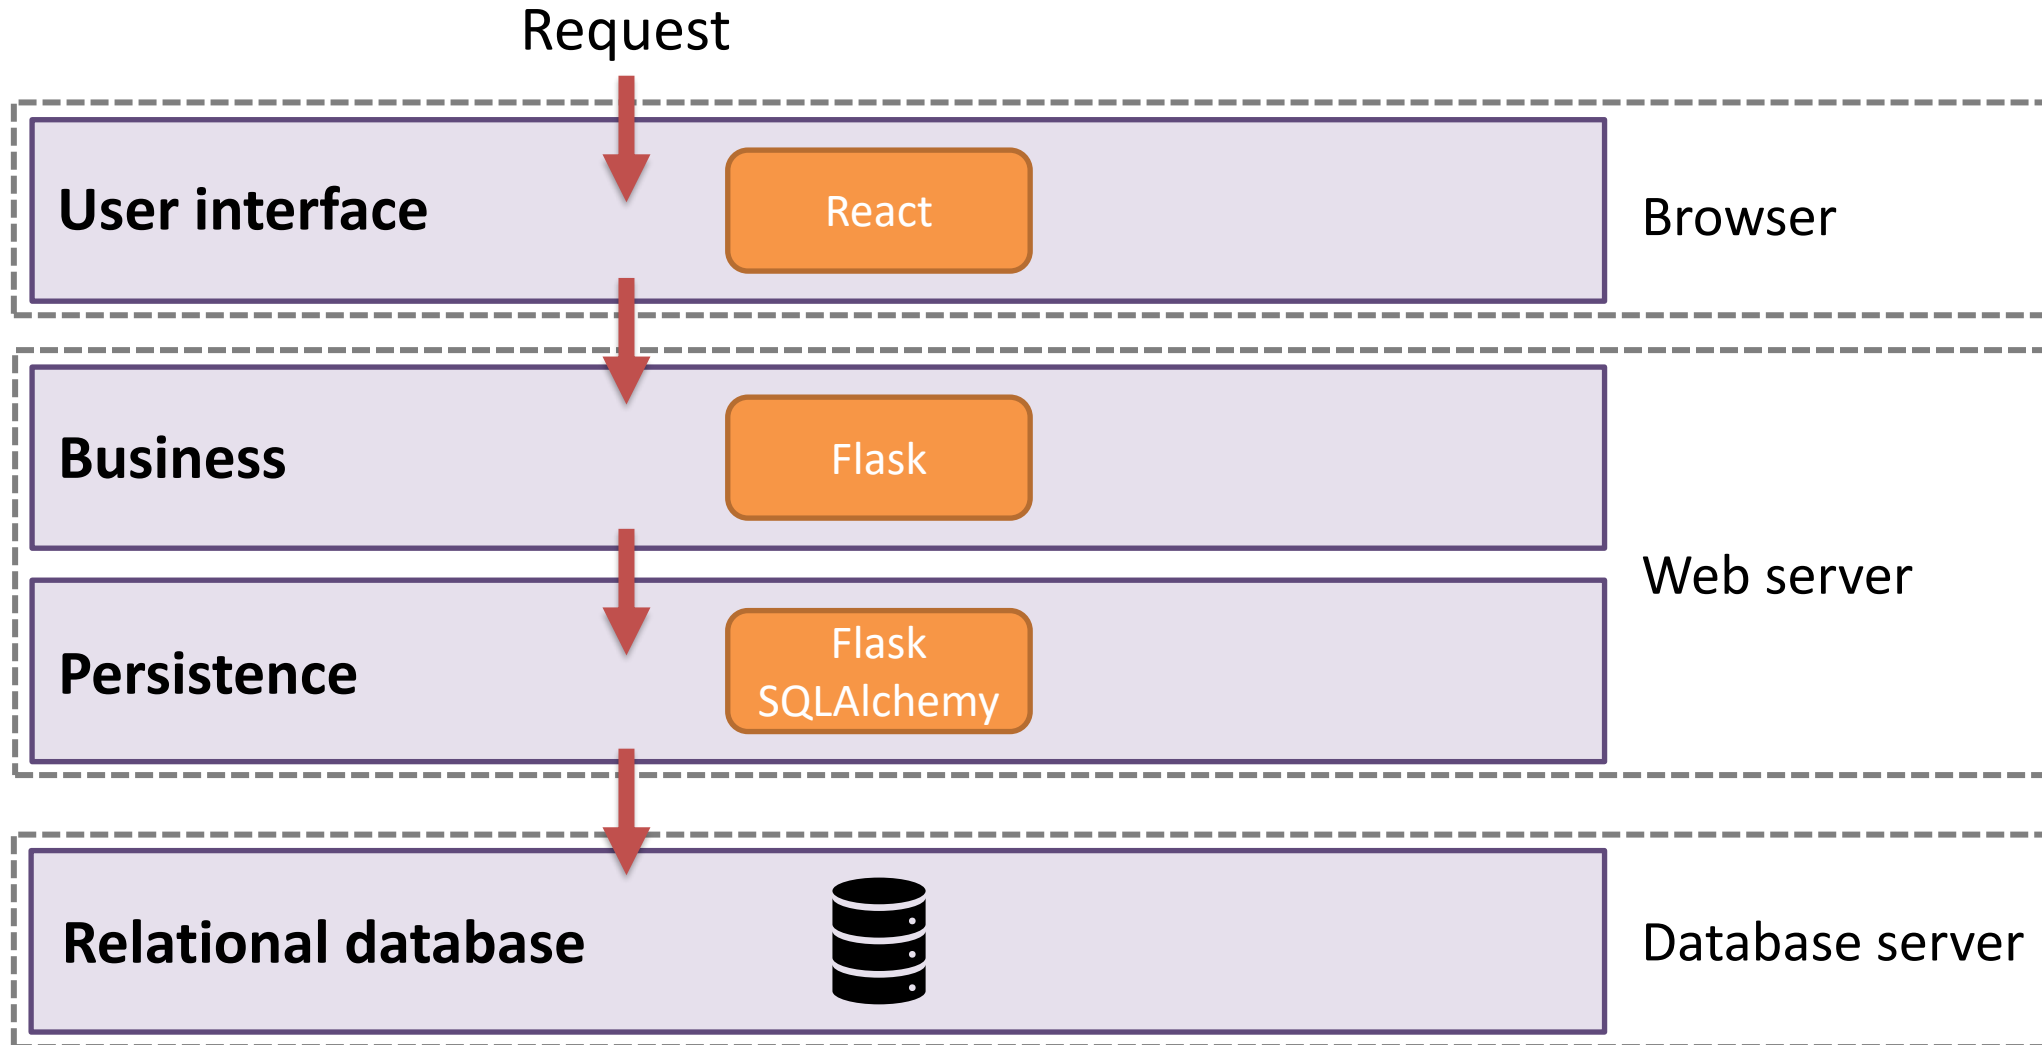 Request
User interface
React
Browser
Business
Flask
Web server
Persistence
Flask
SQLAlchemy
Relational database
Database server